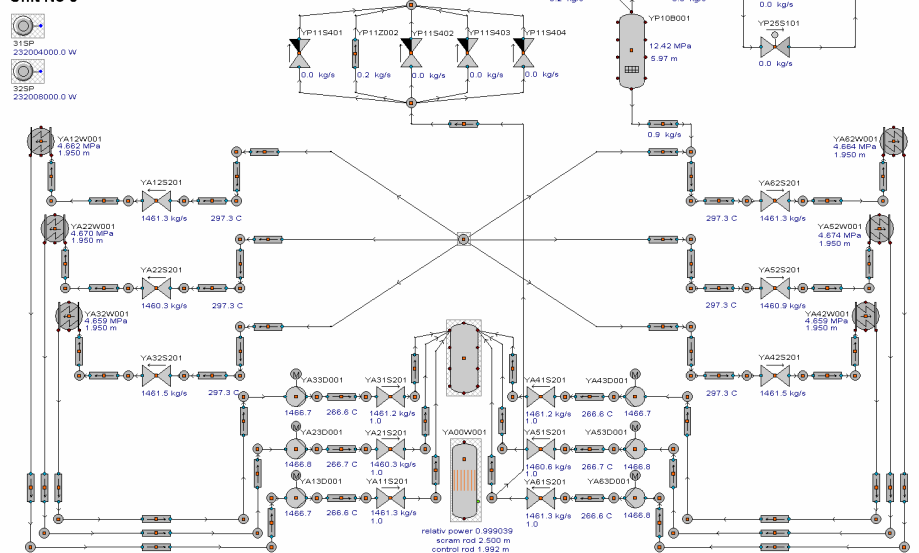 31SP
232004000.0 W
32SP
232008000.0 W
YP11S401
YP11Z002
YP11S402
YP11S403
YP11S404
0.0 kg/s
0.2 kg/s
0.0 kg/s
0.0 kg/s
0.0 kg/s
YP10B001
12.42 MPa
5.97 m
0.9 kg/s
0.0 kg/s
YP25S101
0.0 kg/s
YA12W001
4.662 MPa
1.950 m
YA12S201
1461.3 kg/s
297.3 C
YA62W001
4.664 MPa
1.950 m
YA62S201
297.3 C
1461.3 kg/s
YA22W001
4.670 MPa
1.950 m
YA22S201
1460.3 kg/s
297.3 C
YA52W001
4.674 MPa
1.950 m
YA52S201
297.3 C
1460.9 kg/s
YA32W001
4.659 MPa
1.950 m
YA32S201
1461.5 kg/s
297.3 C
YA42W001
4.659 MPa
1.950 m
YA42S201
297.3 C
1461.5 kg/s
M
YA33D001
YA31S201
1466.7
266.6 C
1461.2 kg/s
1.0
YA41S201
YA43D001
M
1461.2 kg/s
1.0
266.6 C
1466.7
M
YA23D001
YA21S201
1466.8
266.7 C
1460.3 kg/s
1.0
YA00W001
YA51S201
YA53D001
M
1460.6 kg/s
1.0
266.7 C
1466.8
M
YA13D001
YA11S201
1466.7
266.6 C
1461.3 kg/s
1.0
YA61S201
YA63D001
M
1461.3 kg/s
1.0
266.6 C
1466.8
relativ power 0.999039
scram rod 2.500 m
control rod 1.992 m